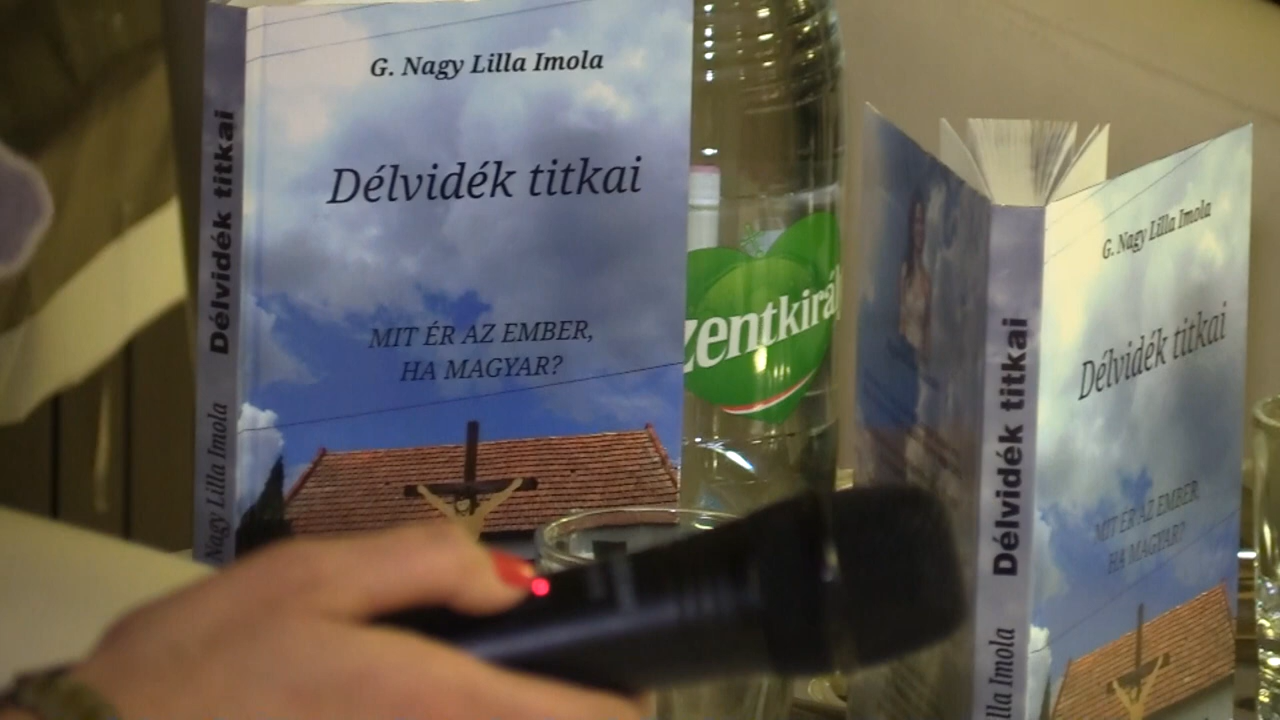 G. Nagy Lilla Imola
Délvidék titkai
MIT ÉR AZ EMBER,
HA MAGYAR?
Nagy Lilla Imola Délvidék titkai
zentkirál
G. Nagy Lilla Imola
Délvidék titkai
MIT ÉR AZ EMBER,
HA MAGYAR?
lla Imola Délvidék titkai